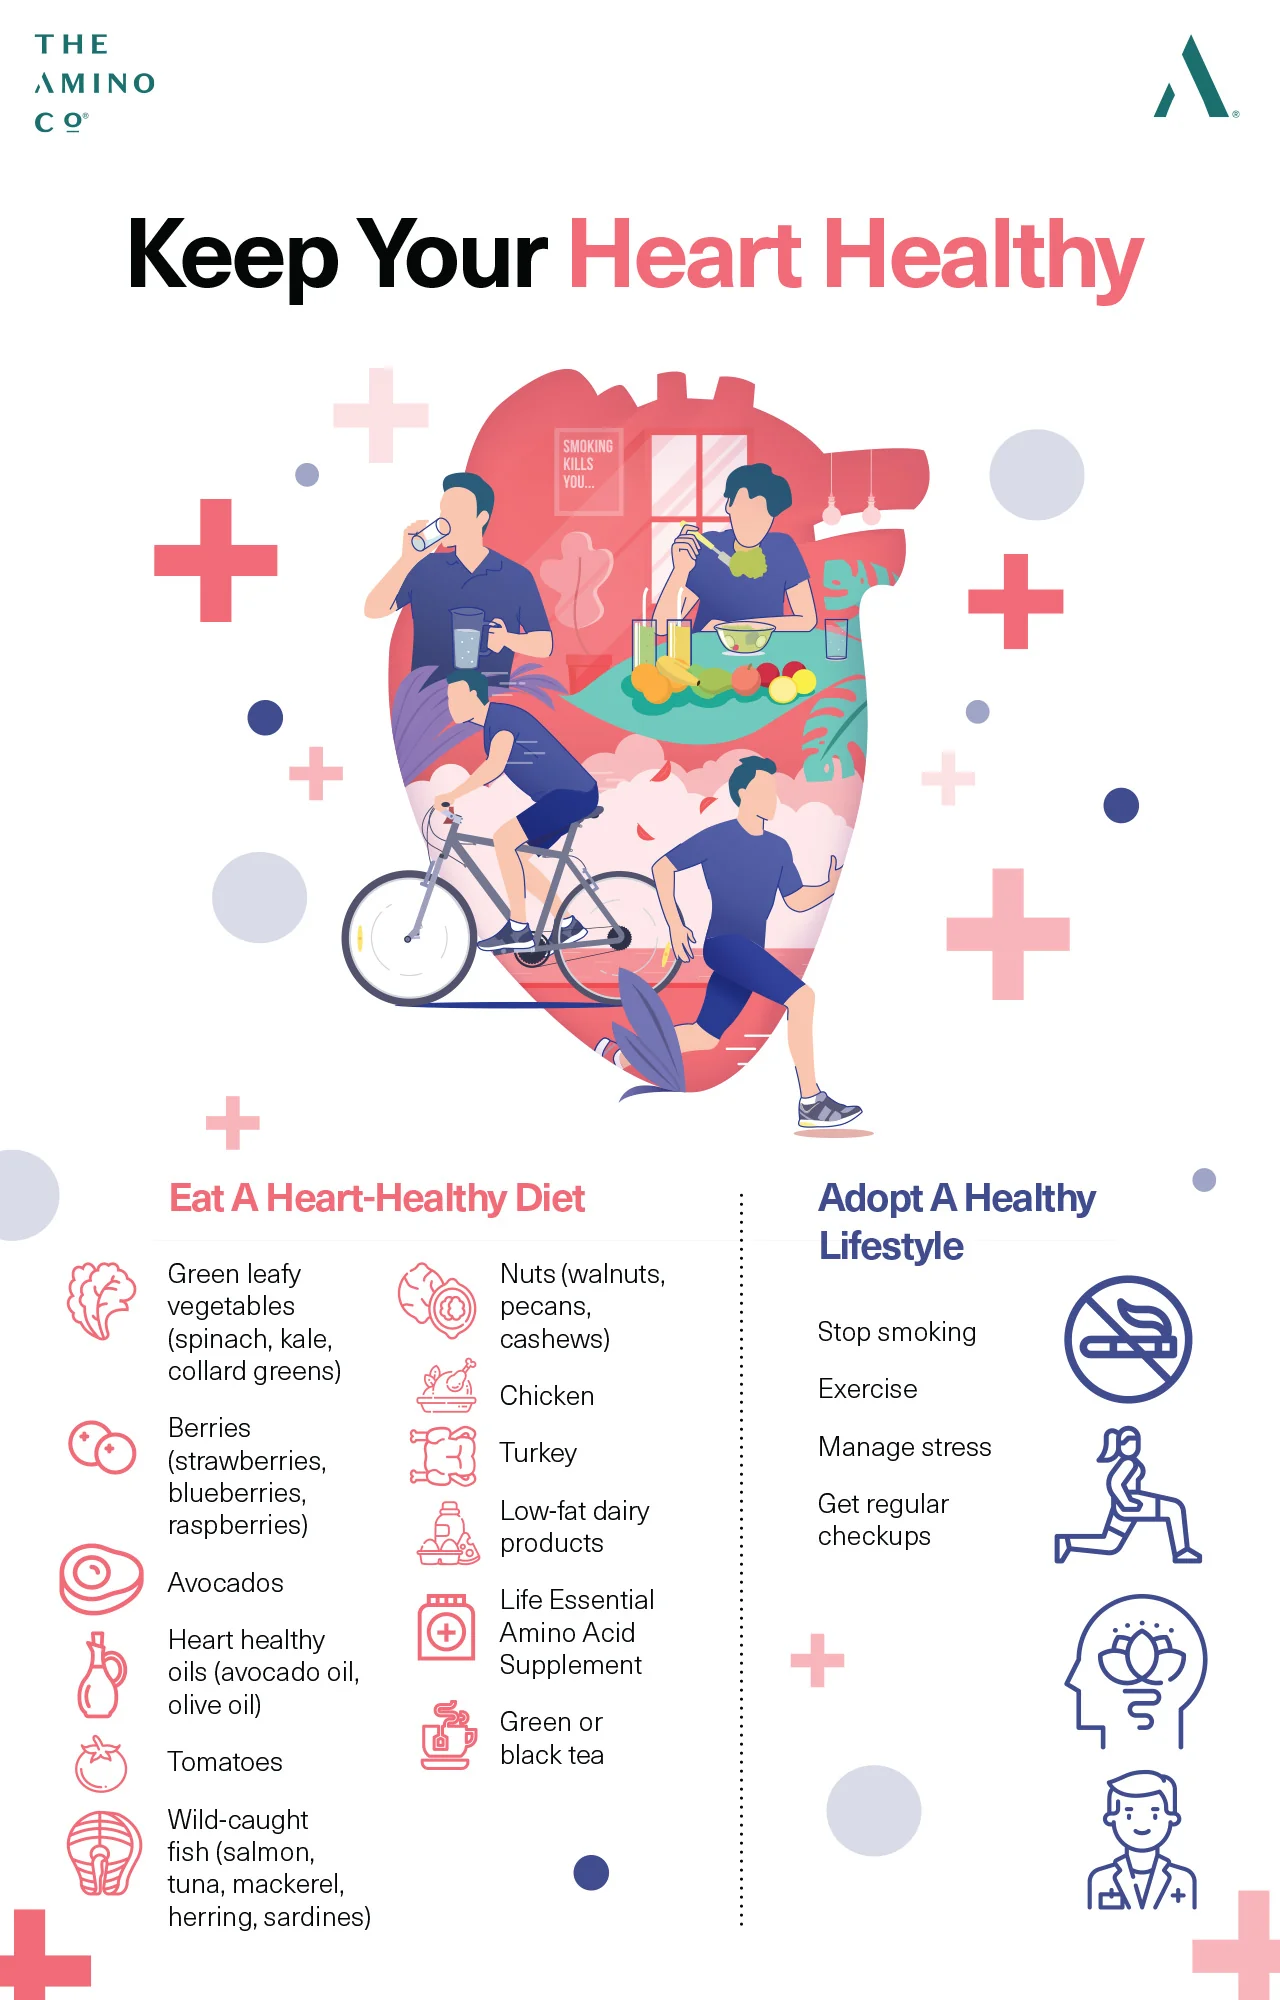 THE
AMINO
CO®
®
Keep Your Heart Healthy
SMOKING
KILLS
YOU...
Eat A Heart-Healthy Diet
Green leafy
vegetables
(spinach, kale,
collard greens)
Berries
(strawberries,
blueberries,
raspberries)
Avocados
Heart healthy
oils (avocado oil,
olive oil)
Tomatoes
Wild-caught
fish (salmon,
tuna, mackerel,
herring, sardines)
Nuts (walnuts,
pecans,
cashews)
Chicken
Turkey
Low-fat dairy
products
Life Essential
Amino Acid
Supplement
Green or
black tea
Adopt A Healthy
Lifestyle
Stop smoking
Exercise
Manage stress
Get regular
checkups